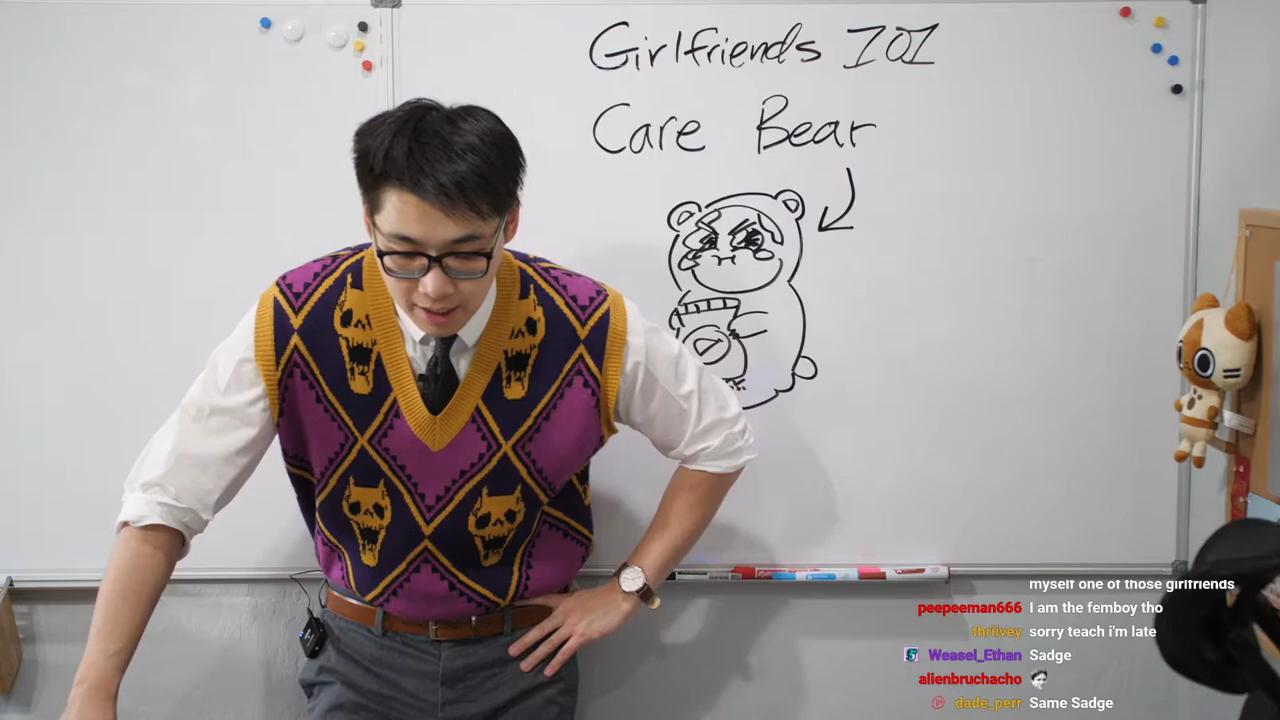 Girlfriends 101
Care Bear
myself one of those girlfriends
peepeeman666 I am the femboy tho
thriivey sorry teach i'm late
Weasel_Ethan Sadge
alienbruchacho
dade_perr Same Sadge